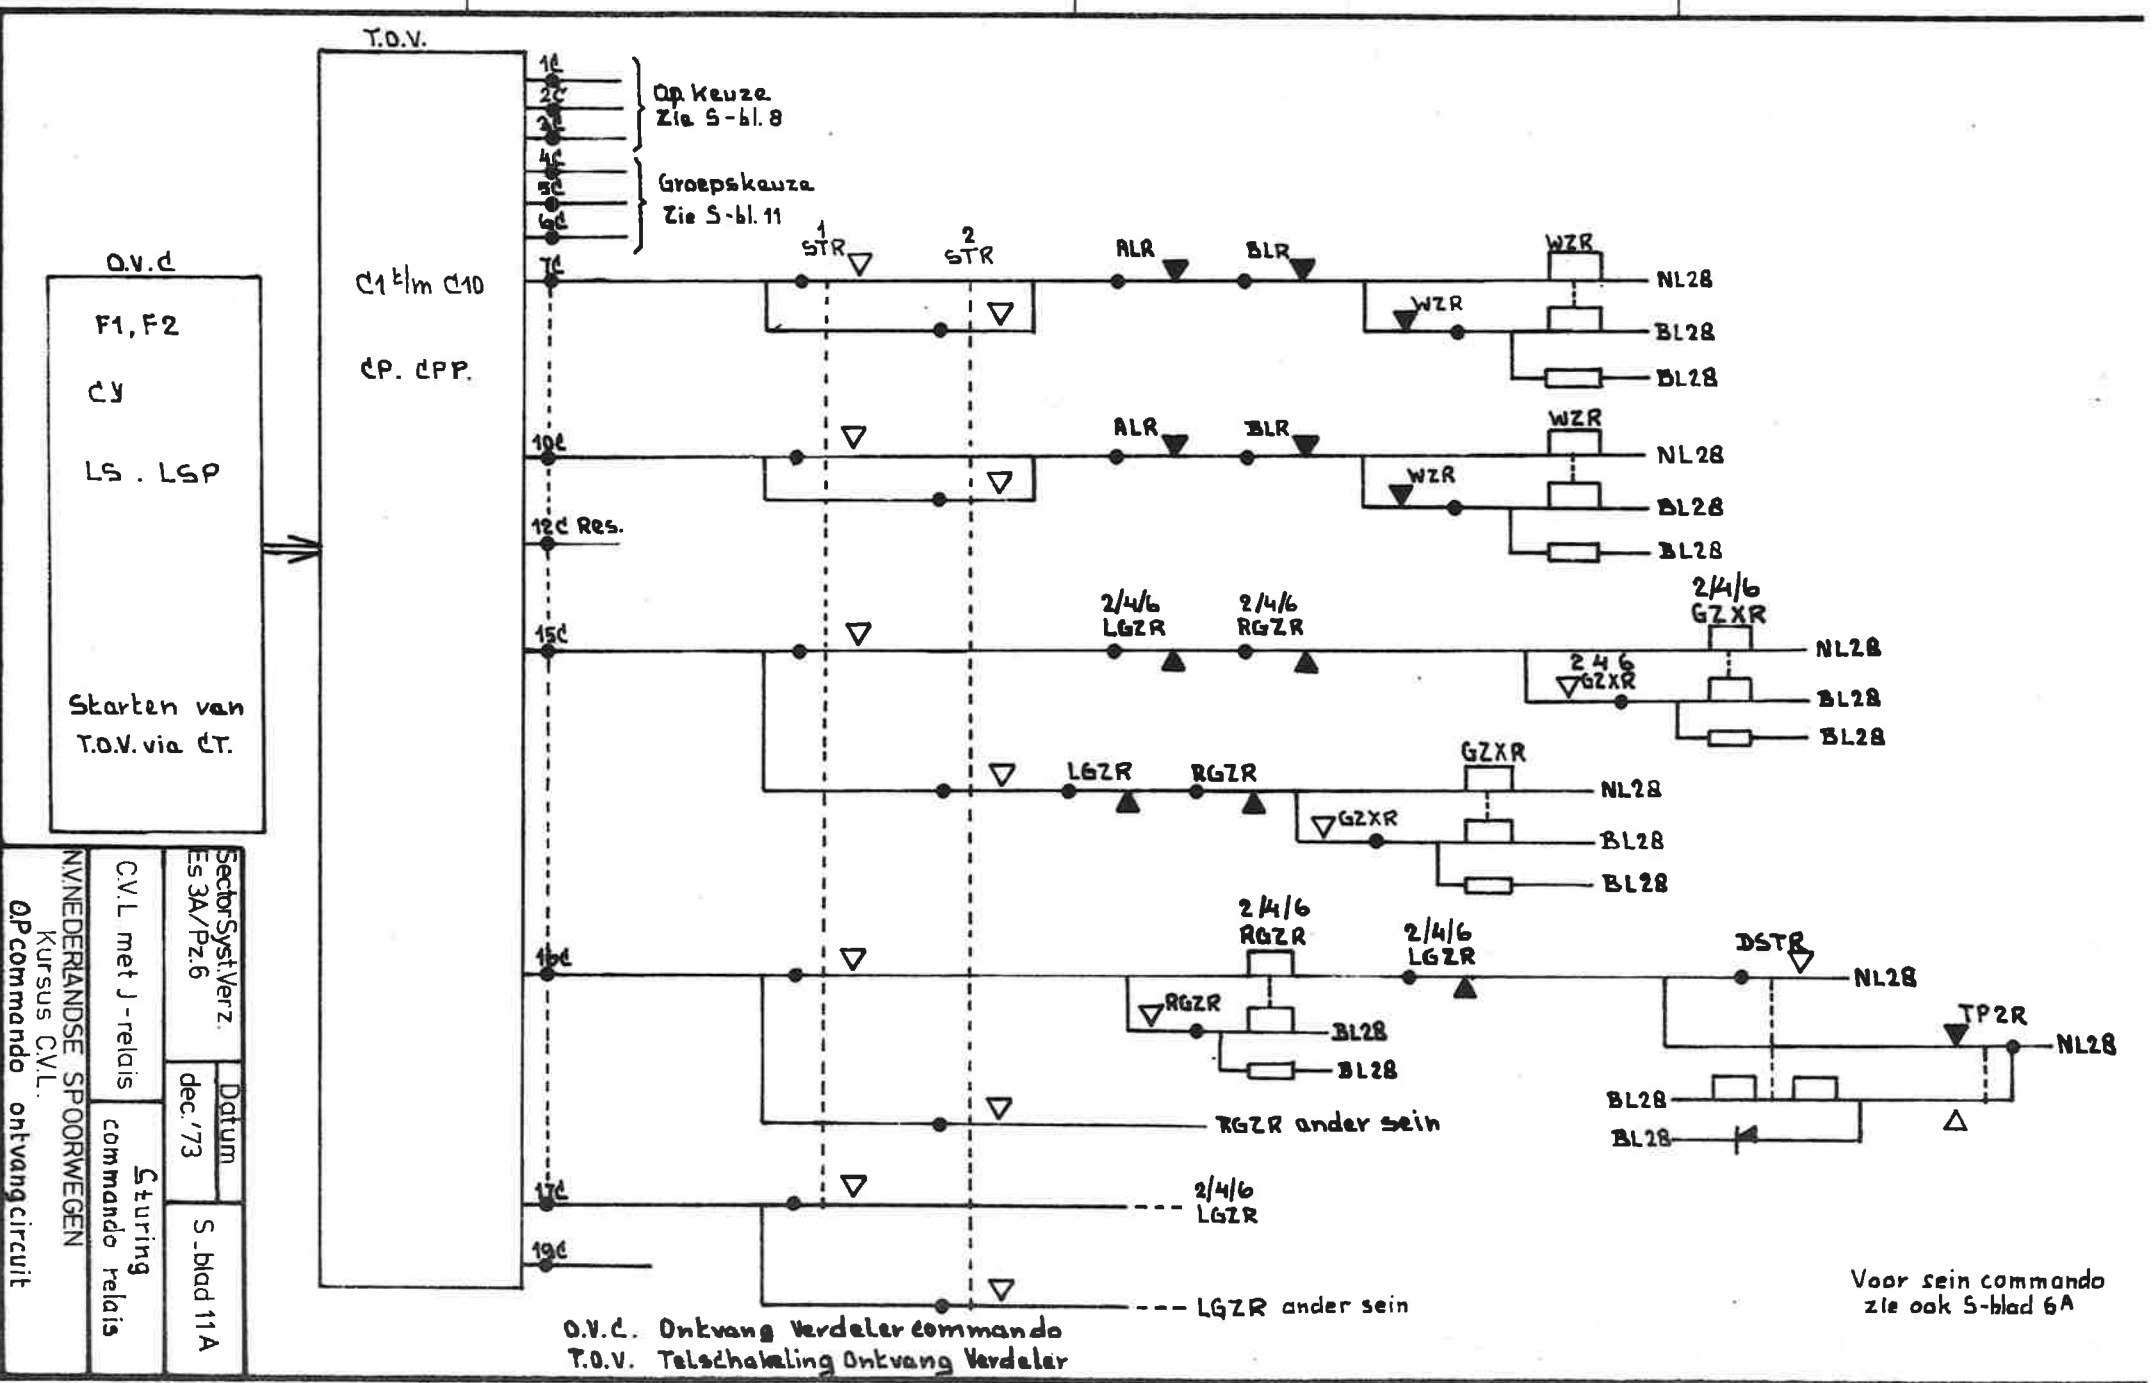 T.O.V.
1C
2C
3C
Op. Keuze
Zie S-bl. 8
4C
5C
6C
Groepskeuze
Zie S-bl. 11
O.V.C
F1, F2
CY
LS . LSP
Starten van
T.O.V. via CT.
C1 t/m C10
CP. CPP.
7C
1
STR
2
STR
ALR
BLR
WZR
NL28
WZR
BL28
BL28
10C
ALR
BLR
WZR
NL28
WZR
BL28
BL28
12C Res.
15C
2/4/6
LGZR
2/4/6
RGZR
2/4/6
GZXR
NL28
2 4 6
GZXR
BL28
BL28
LGZR
RGZR
GZXR
NL28
GZXR
BL28
BL28
16C
2/4/6
RGZR
2/4/6
LGZR
DSTR
NL28
RGZR
BL28
BL28
TP2R
NL28
BL28
BL28
RGZR ander sein
17C
2/4/6
LGZR
19C
LGZR ander sein
Voor sein commando
zie ook S-blad 6A
O.V.C. Ontvang Verdeler commando
T.O.V. Telschakeling Ontvang Verdeler
Sector Syst.Verz.
Es 3A/Pz.6
Datum
dec.'73
S_blad 11 A
C.V.L. met J-relais
Sturing
commando relais
N.V.NEDERLANDSE SPOORWEGEN
Kursus C.V.L.
OPcommando ontvangcircuit